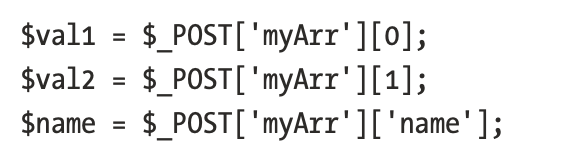 $val1 = $_POST['myArr'][0];
$val2 = $_POST['myArr'][1];
$name = $_POST['myArr']['name'];